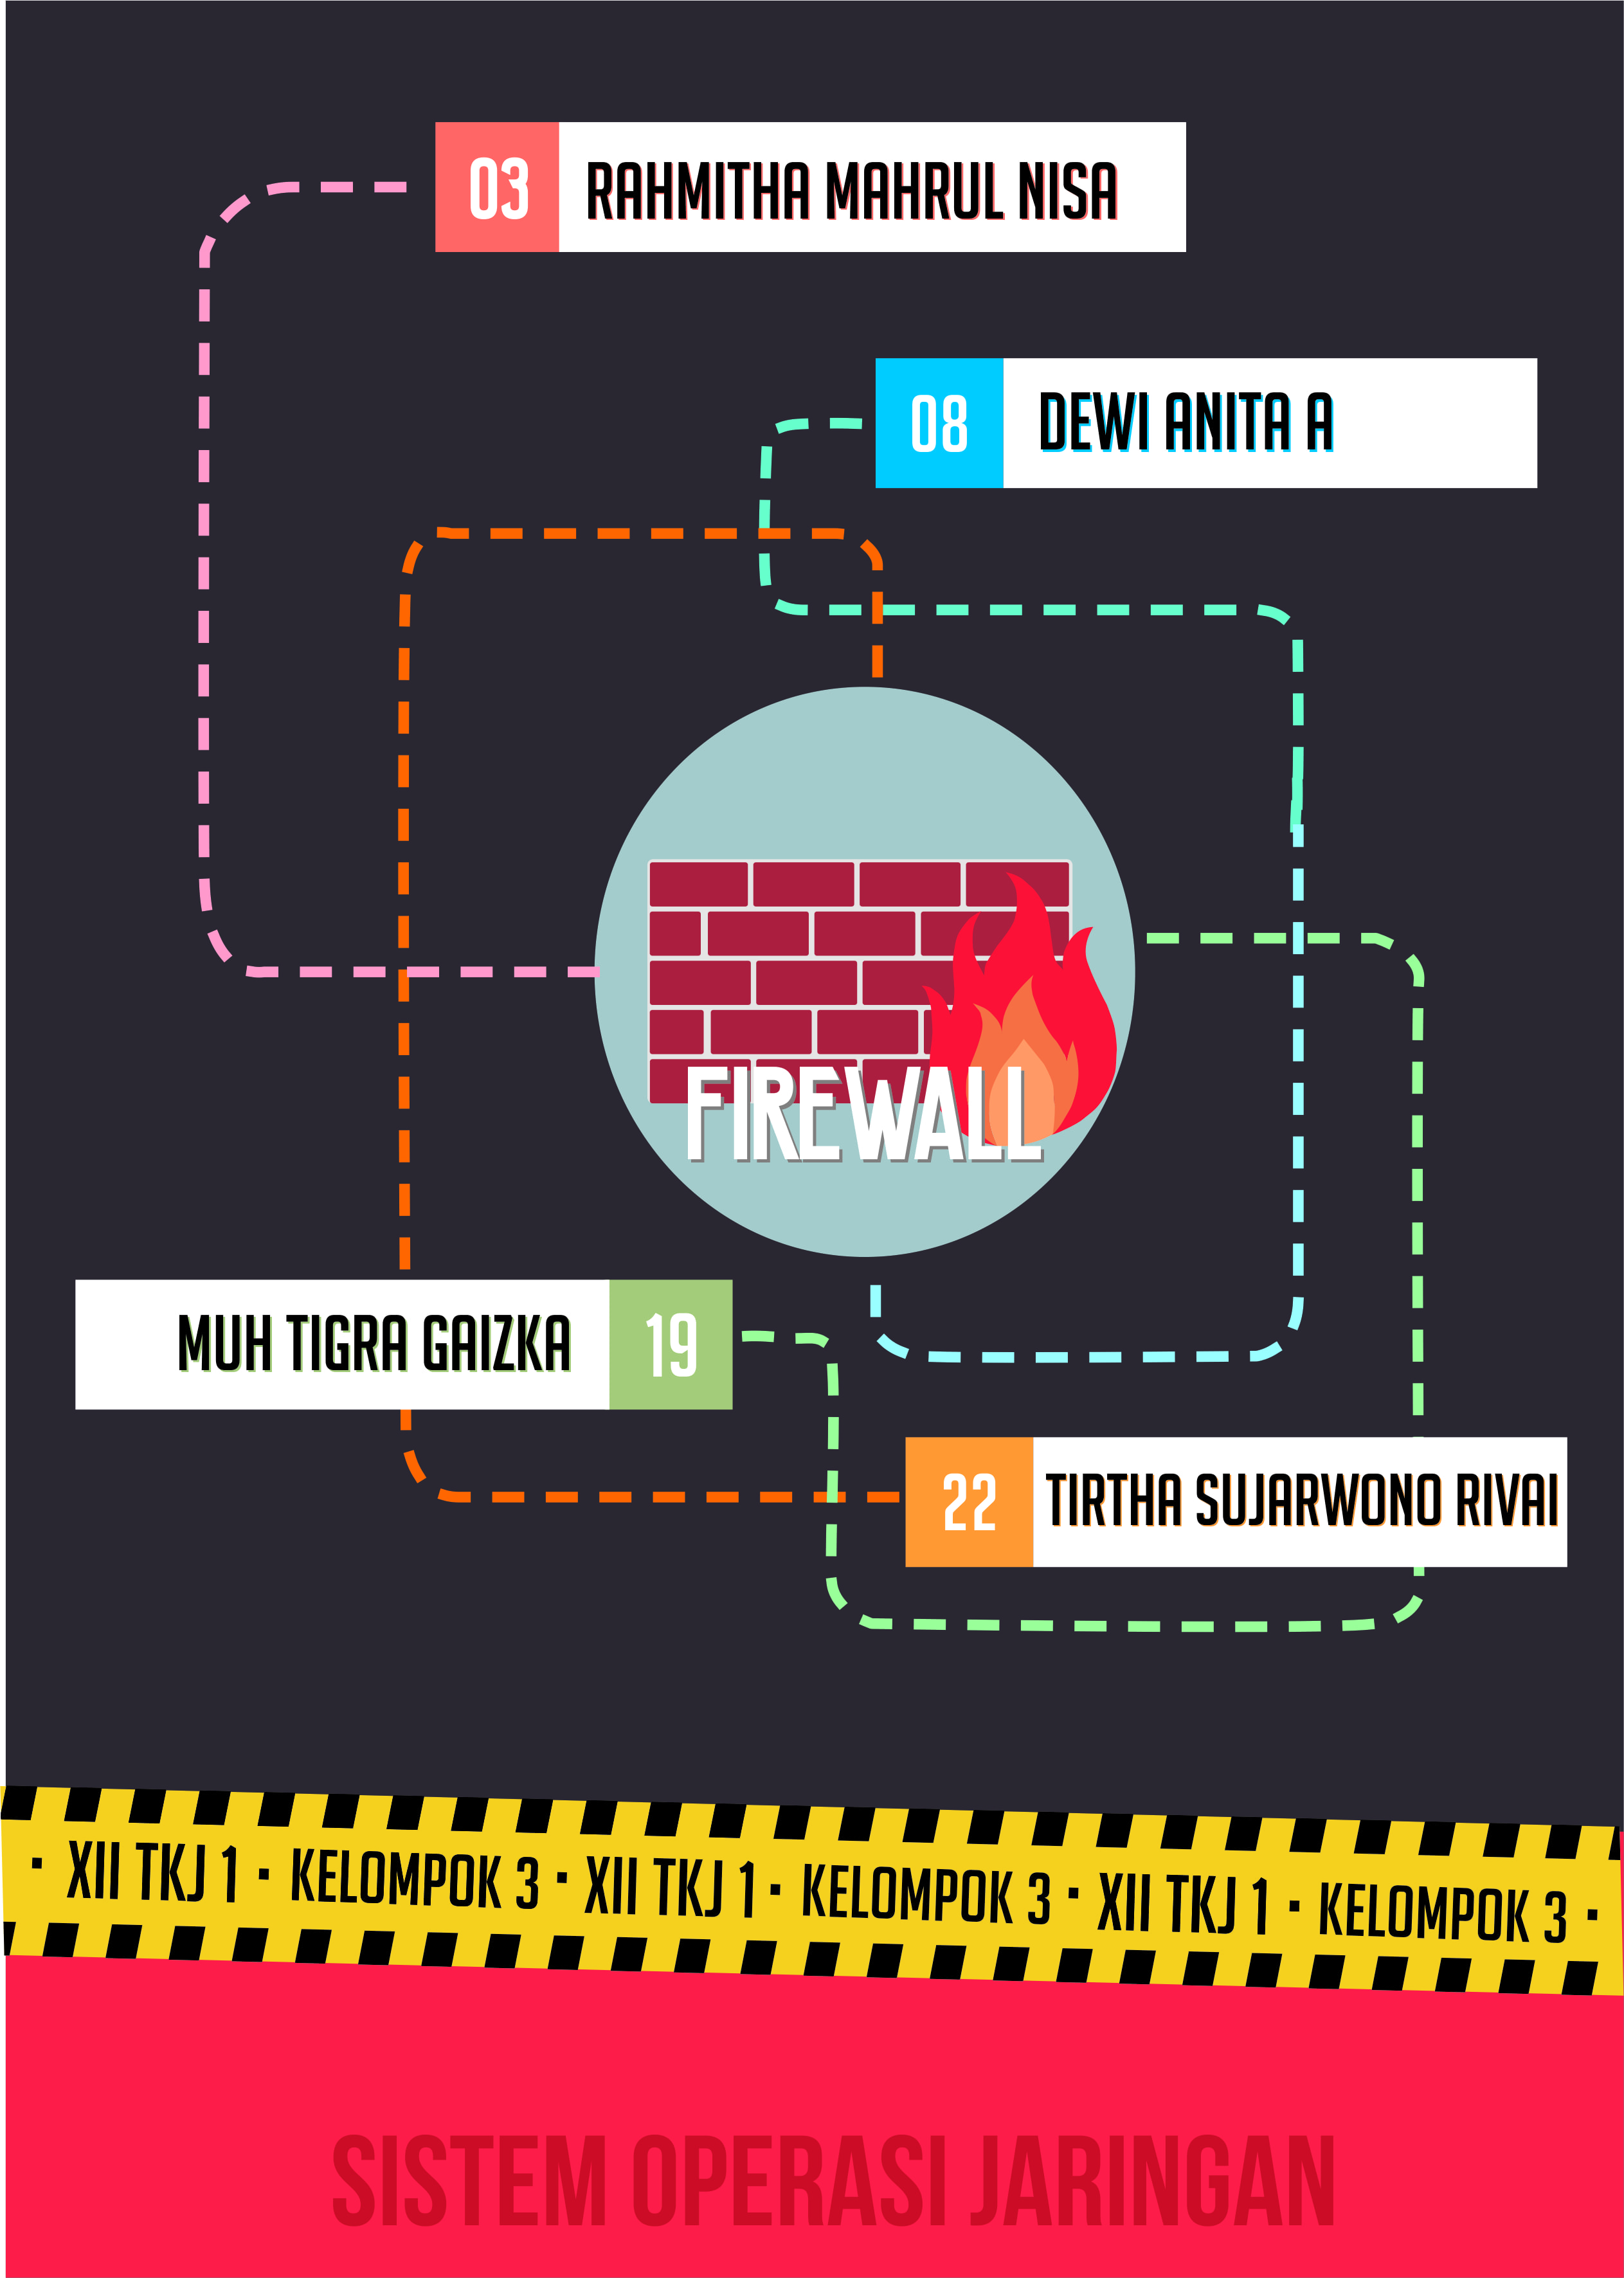 03 RAHMITHA MAHRUL NISA
08 DEWI ANITA A
FIREWALL
MUH TIGRA GAIZKA 19
22 TIRTHA SUJARWONO RIVAI
· XII TKJ 1 · KELOMPOK 3 · XII TKJ 1 · KELOMPOK 3 · XII TKJ 1 · KELOMPOK 3 ·
SISTEM OPERASI JARINGAN